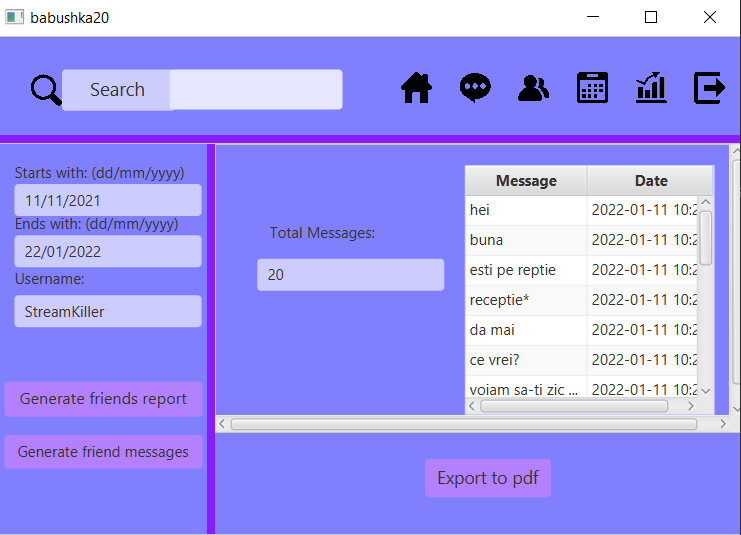 babushka20
Search
Starts with: (dd/mm/yyyy)
11/11/2021
Ends with: (dd/mm/yyyy)
22/01/2022
Username:
StreamKiller
Generate friends report
Generate friend messages
Total Messages:
20
Message Date
hei 2022-01-11 10:2
buna 2022-01-11 10:2
esti pe reptie 2022-01-11 10:2
receptie* 2022-01-11 10:2
da mai 2022-01-11 10:2
ce vrei? 2022-01-11 10:2
voiam sa-ti zic ... 2022-01-11 10:2
Export to pdf